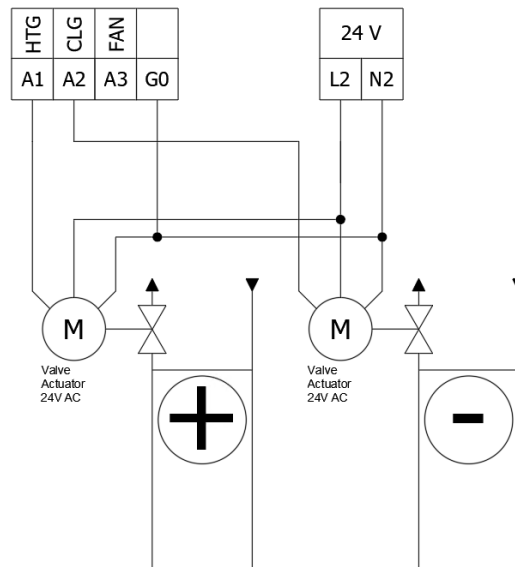 HTG CLG FAN
24 V
A1 A2 A3 G0
L2 N2
M
M
Valve
Actuator
24V AC
Valve
Actuator
24V AC
+
-